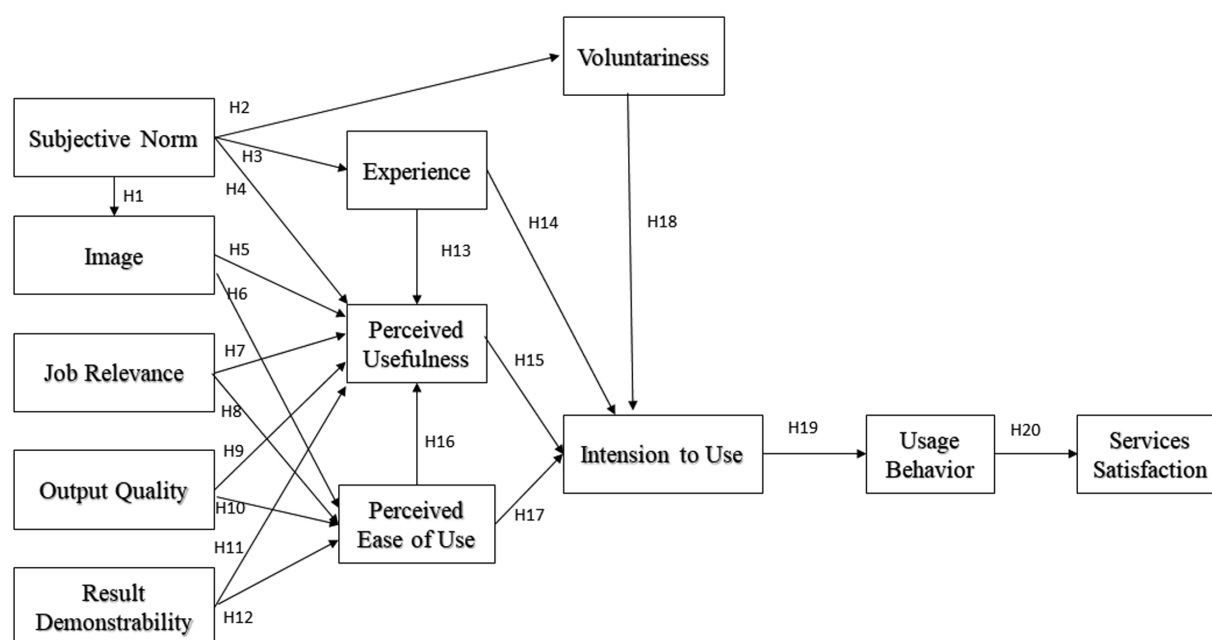 Voluntariness
H2
Subjective Norm
H3
Experience
H4
H1
H14
H18
H13
Image
H5
H6
Perceived
Usefulness
H7
H15
Job Relevance
H8
H16
H9
Intension to Use
H19
Usage
Behavior
H20
Services
Satisfaction
Output Quality
H10
Perceived
Ease of Use
H17
H11
Result
Demonstrability
H12